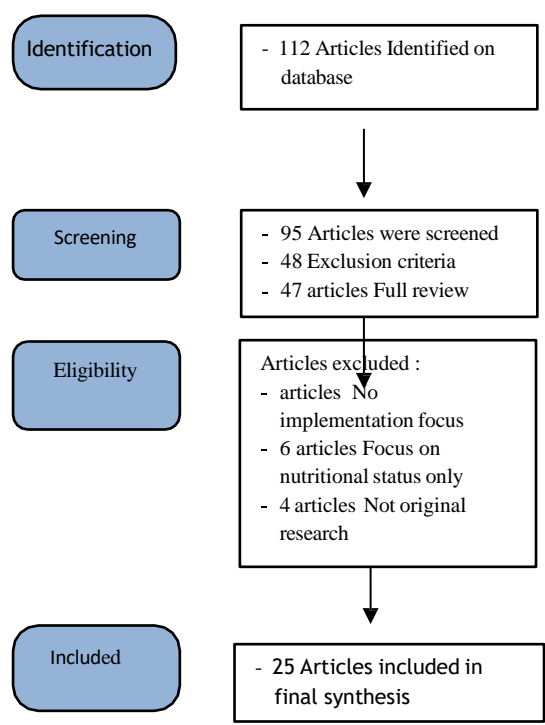 Identification
- 112 Articles Identified on
database
Screening
- 95 Articles were screened
- 48 Exclusion criteria
- 47 articles Full review
Eligibility
Articles excluded :
- articles No
implementation focus
- 6 articles Focus on
nutritional status only
- 4 articles Not original
research
Included
- 25 Articles included in
final synthesis